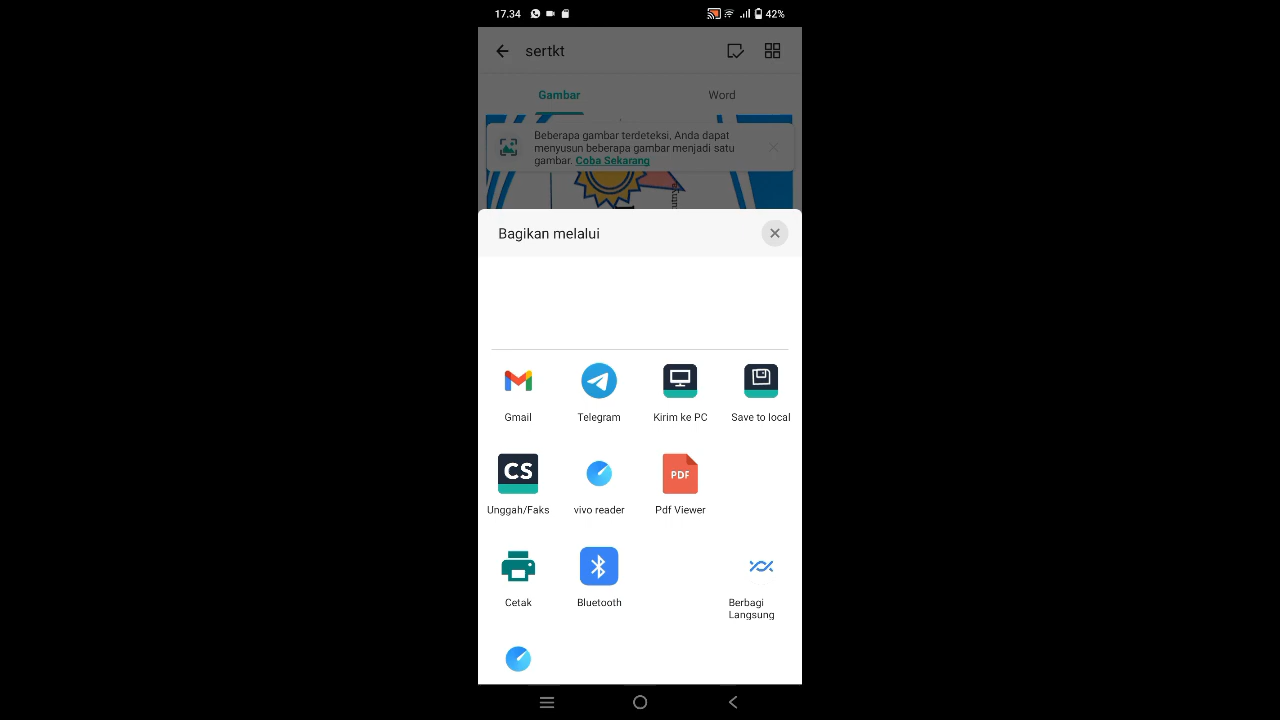 17.34
42%
sertkt
Gambar
Word
Beberapa gambar terdeteksi, Anda dapat
menyusun beberapa gambar menjadi satu
gambar. Coba Sekarang
Bagikan melalui
Gmail
Telegram
Kirim ke PC
Save to local
CS
PDF
Unggah/Faks
vivo reader
Pdf Viewer
Cetak
Bluetooth
Berbagi
Langsung